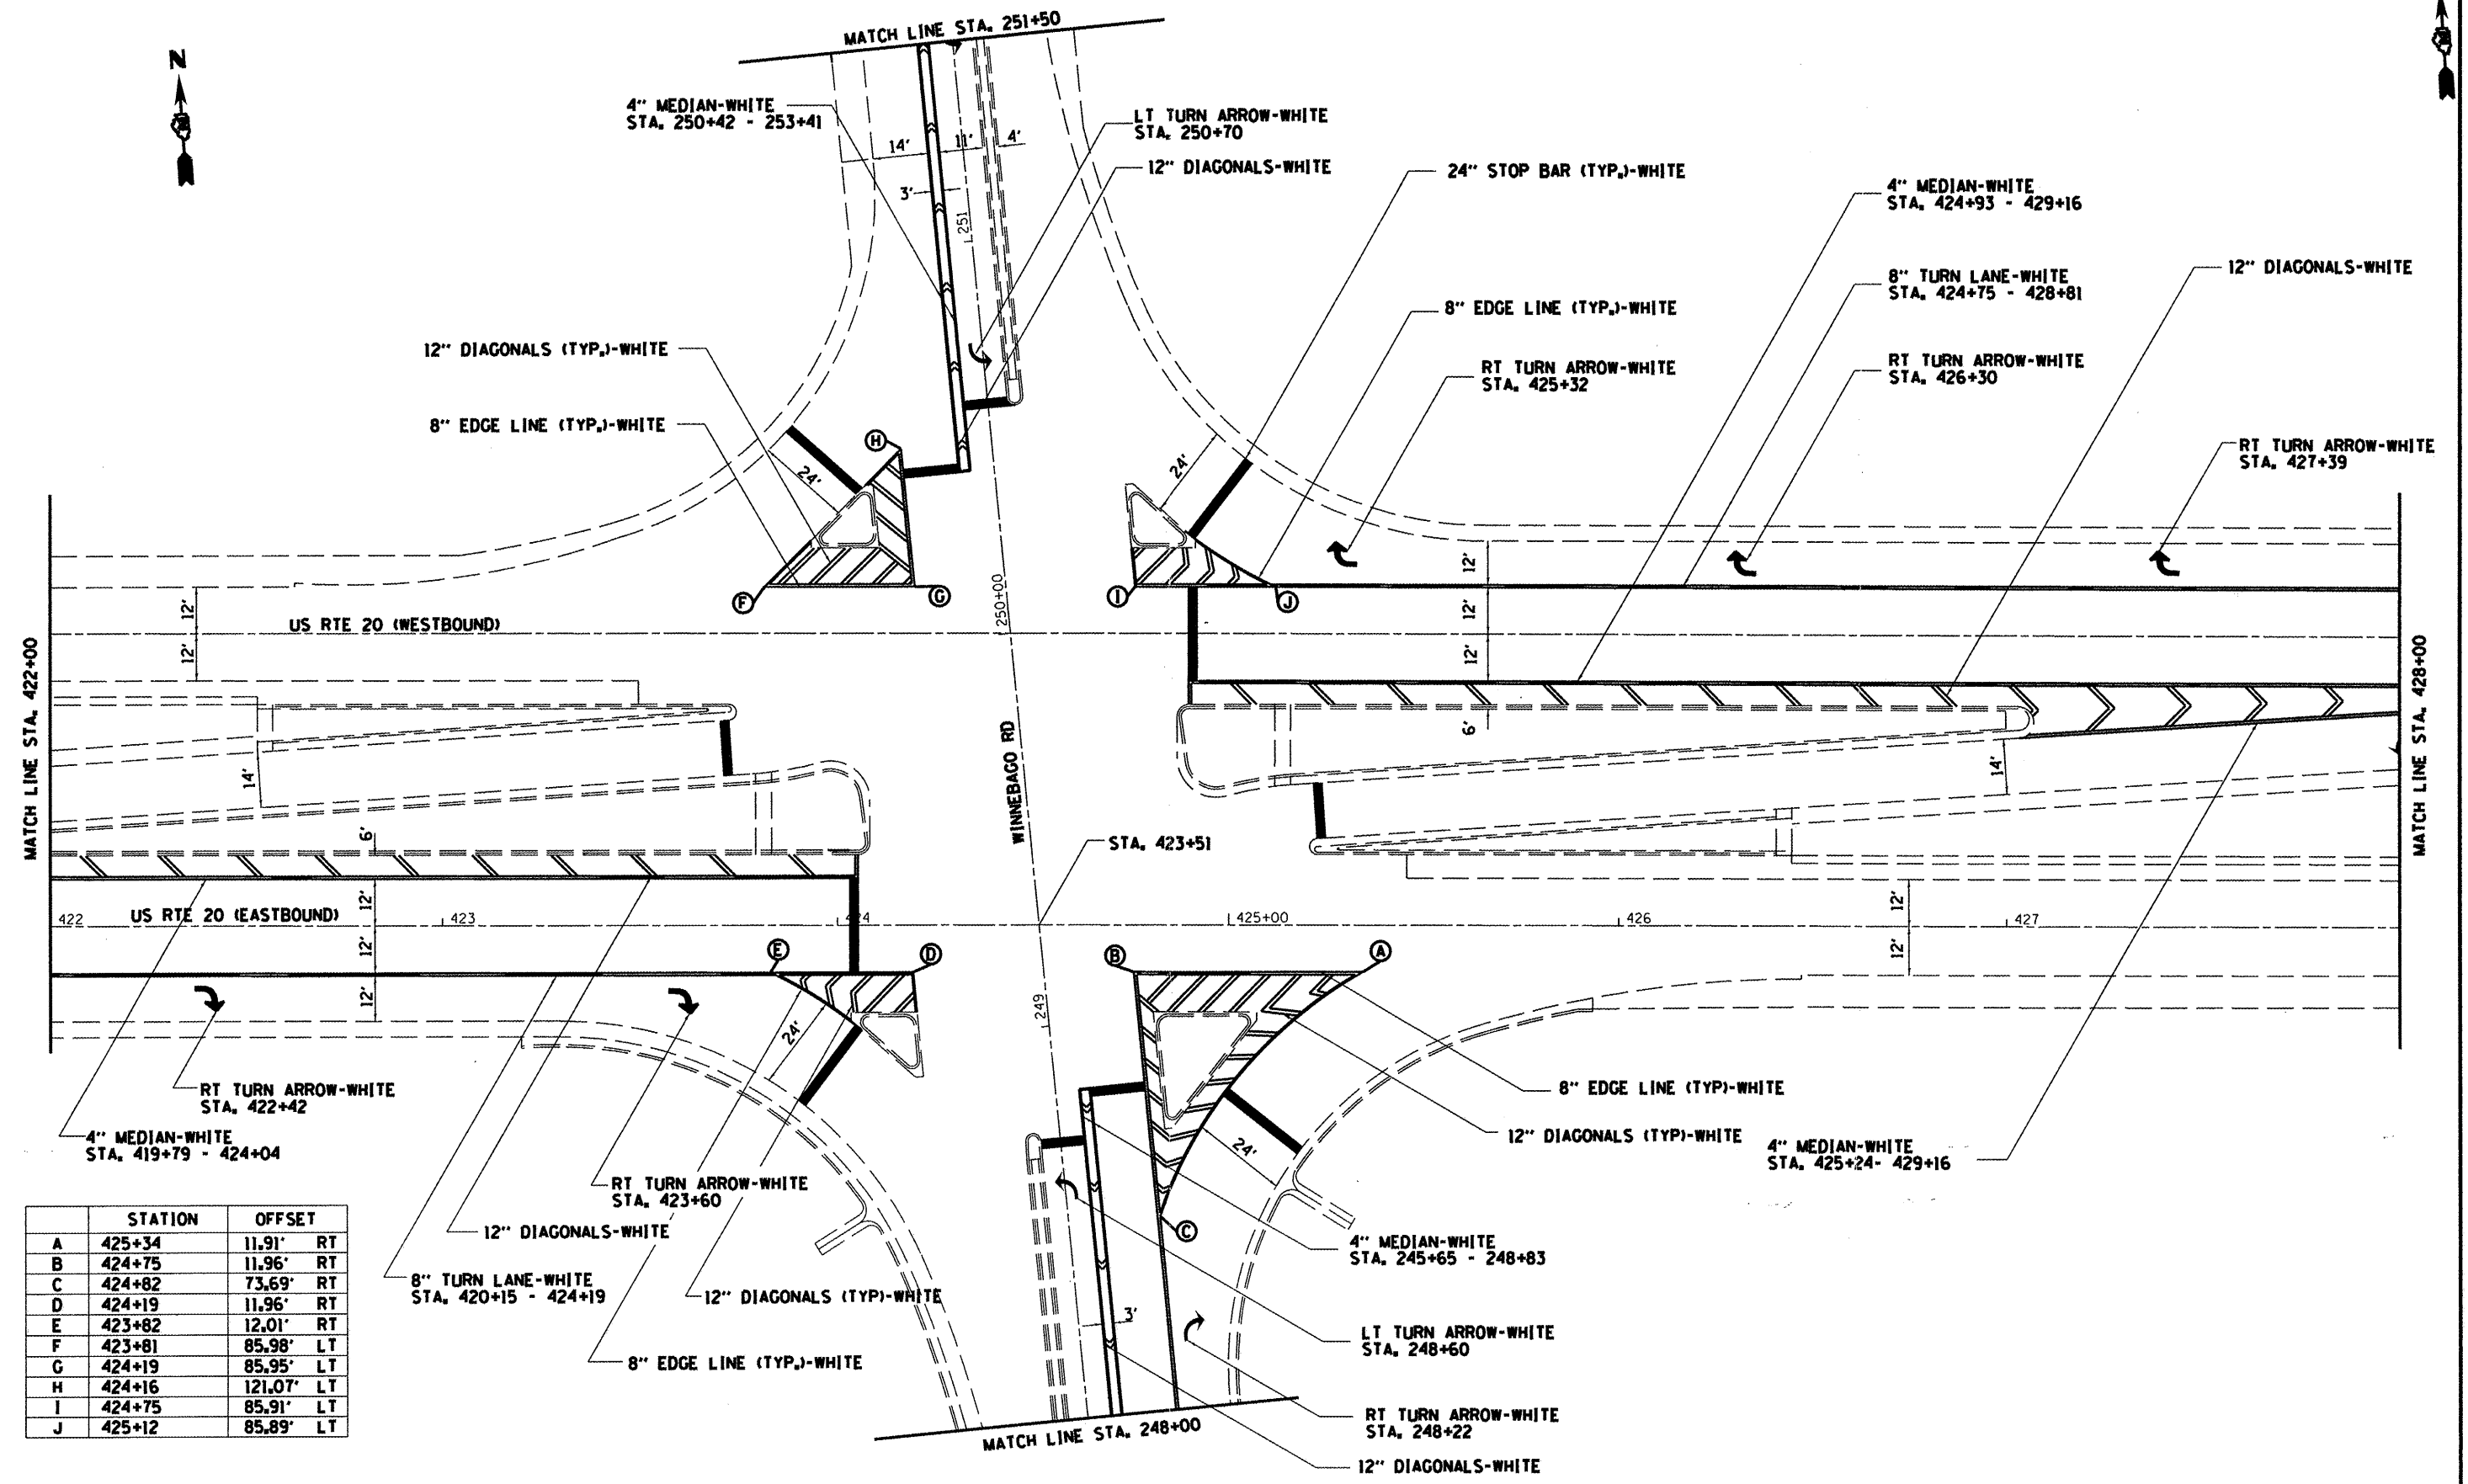 MATCH LINE STA. 251+50
N
4" MEDIAN-WHITE
STA. 250+42 - 253+41
LT TURN ARROW-WHITE
STA. 250+70
14'
11'
4'
12" DIAGONALS-WHITE
24" STOP BAR (TYP.)-WHITE
3'
251
4" MEDIAN-WHITE
STA. 424+93 - 429+16
8" TURN LANE-WHITE
STA. 424+75 - 428+81
12" DIAGONALS-WHITE
8" EDGE LINE (TYP.)-WHITE
12" DIAGONALS (TYP.)-WHITE
RT TURN ARROW-WHITE
STA. 425+32
RT TURN ARROW-WHITE
STA. 426+30
8" EDGE LINE (TYP.)-WHITE
H
RT TURN ARROW-WHITE
STA. 427+39
24'
24'
12'
F
G
I
J
250+00
12'
12'
US RTE 20 (WESTBOUND)
12'
12'
MATCH LINE STA. 422+00
MATCH LINE STA. 428+00
6'
WINNEBAGO RD
14'
14'
6'
STA. 423+51
422
US RTE 20 (EASTBOUND)
12'
423
424
425+00
426
12'
427
12'
12'
E
D
B
A
12'
249
24'
RT TURN ARROW-WHITE
STA. 422+42
8" EDGE LINE (TYP)-WHITE
4" MEDIAN-WHITE
STA. 419+79 - 424+04
12" DIAGONALS (TYP)-WHITE
24'
4" MEDIAN-WHITE
STA. 425+24- 429+16
RT TURN ARROW-WHITE
STA. 423+60
12" DIAGONALS-WHITE
C
4" MEDIAN-WHITE
STA. 245+65 - 248+83
8" TURN LANE-WHITE
STA. 420+15 - 424+19
12" DIAGONALS (TYP)-WHITE
3'
LT TURN ARROW-WHITE
STA. 248+60
8" EDGE LINE (TYP.)-WHITE
RT TURN ARROW-WHITE
STA. 248+22
MATCH LINE STA. 248+00
12" DIAGONALS-WHITE
STATION OFFSET
A 425+34 11.91' RT
B 424+75 11.96' RT
C 424+82 73.69' RT
D 424+19 11.96' RT
E 423+82 12.01' RT
F 423+81 85.98' LT
G 424+19 85.95' LT
H 424+16 121.07' LT
I 424+75 85.91' LT
J 425+12 85.89' LT